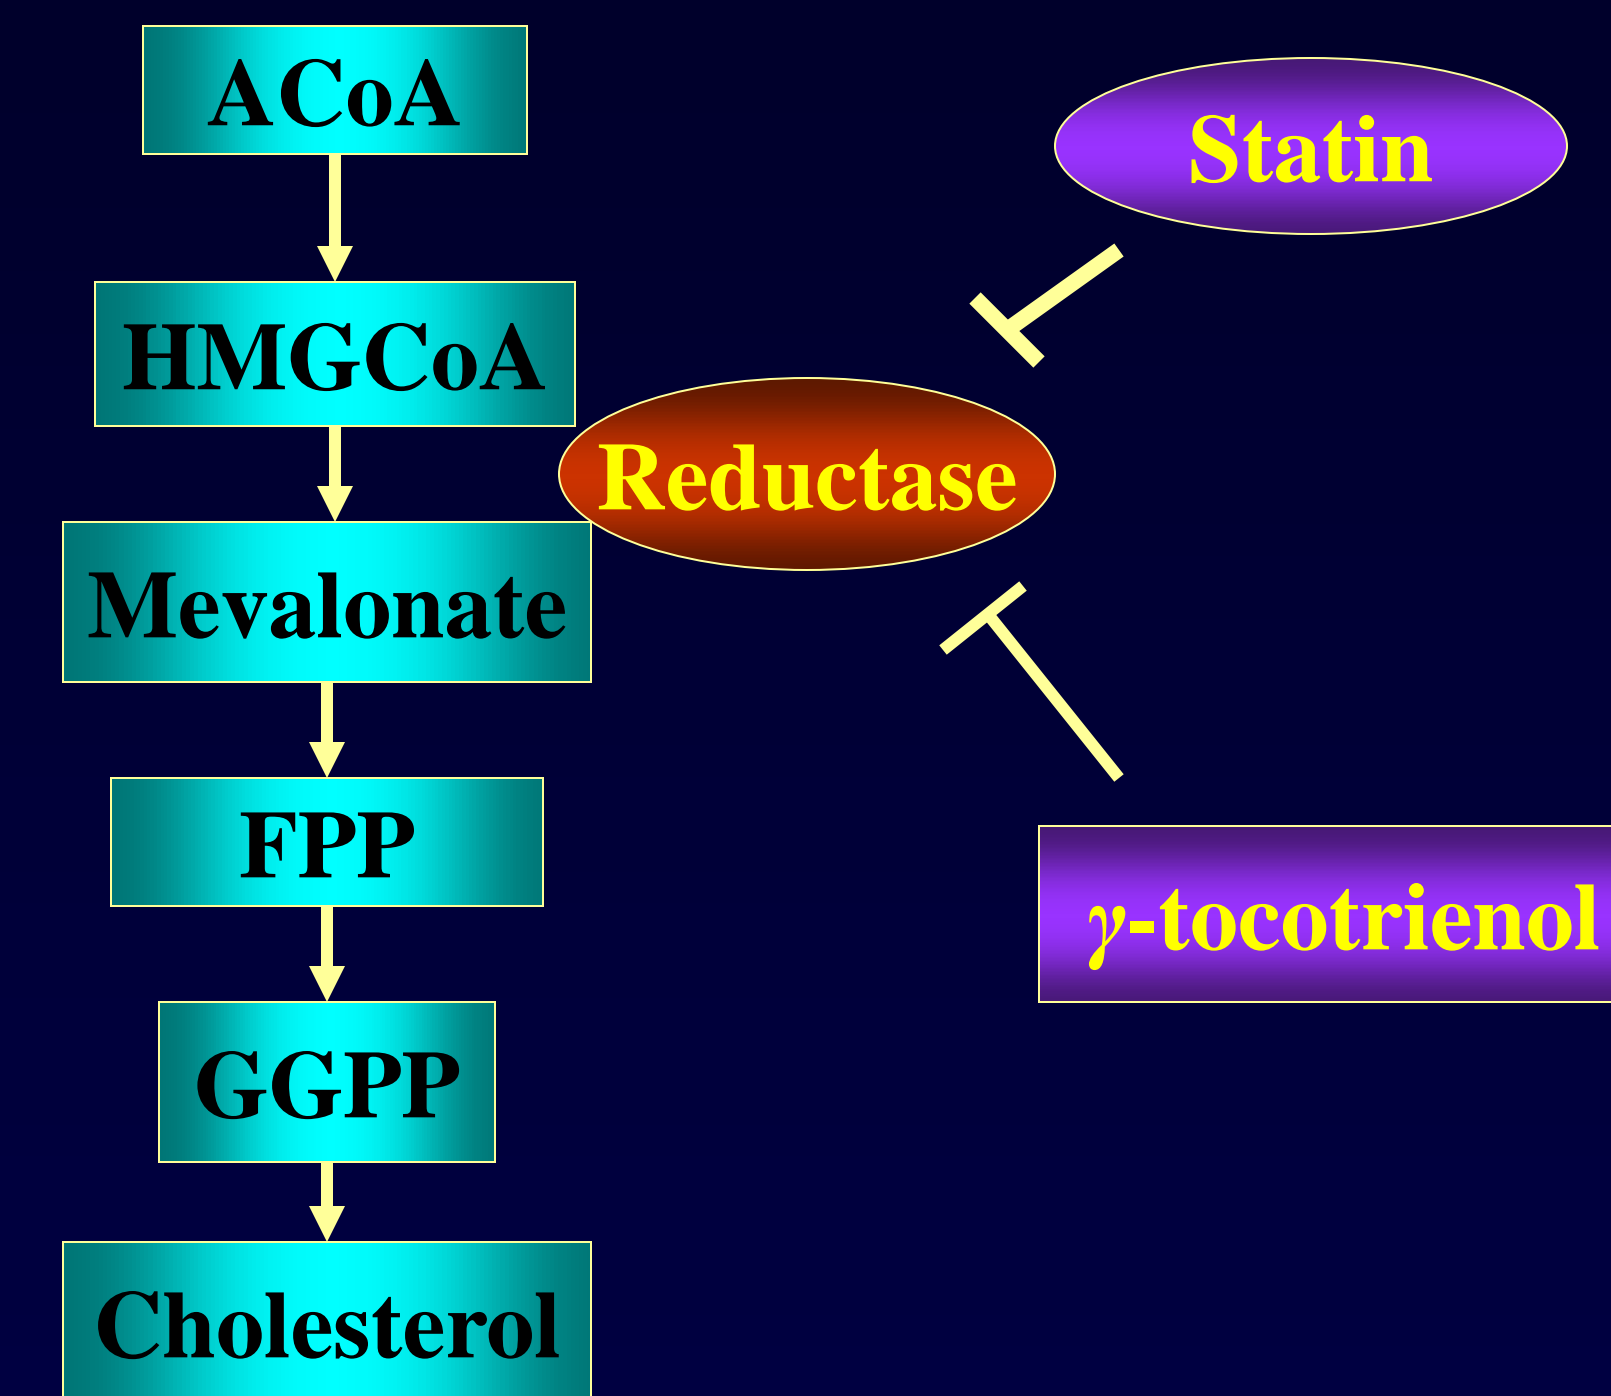 ACoA
Statin
HMGCoA
Reductase
Mevalonate
FPP
γ-tocotrienol
GGPP
Cholesterol